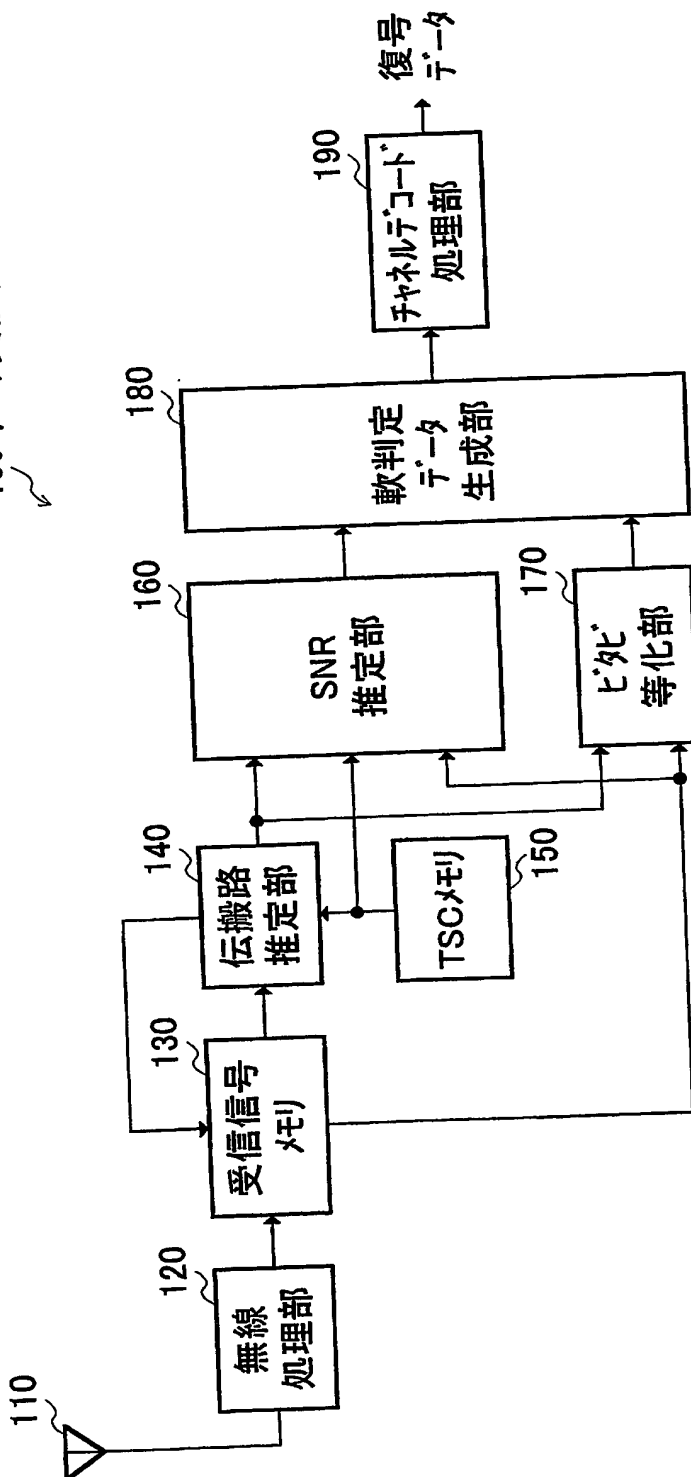 110
120
無線
処理部
130
受信信号
メモリ
140
伝搬路
推定部
150
TSCメモリ
160
SNR
推定部
170
ビタビ
等化部
180
軟判定
データ
生成部
190
チャネルデコード
処理部
復号
データ